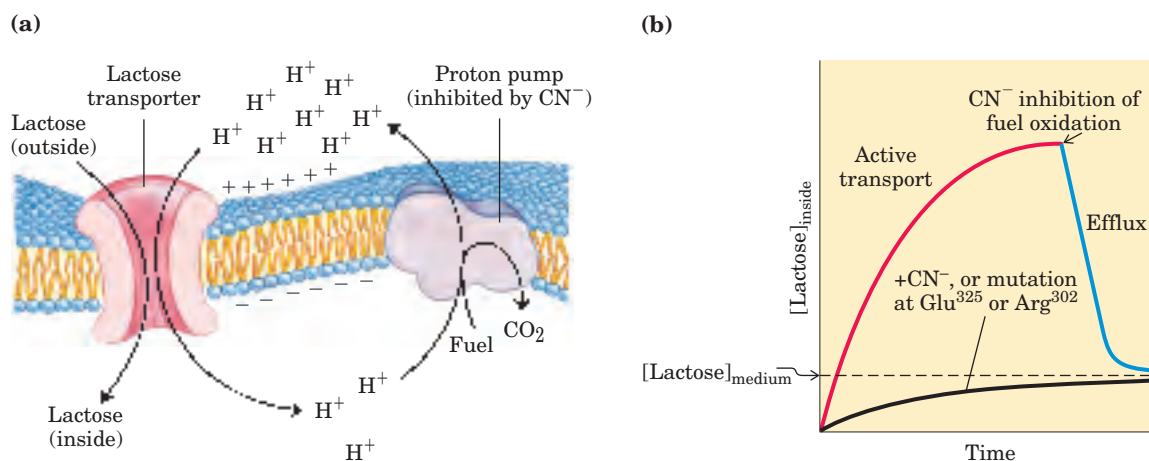 (a)
Lactose
transporter
Lactose
(outside)
H⁺
H⁺
H⁺
H⁺
H⁺
H⁺
H⁺
H⁺
H⁺
Proton pump
(inhibited by CN⁻)
+ + + + + +
− − − − − −
CO₂
Fuel
Lactose
(inside)
H⁺
H⁺
H⁺
(b)
CN⁻ inhibition of
fuel oxidation
Active
transport
Efflux
+CN⁻, or mutation
at Glu³²⁵ or Arg³⁰²
[Lactose]inside
[Lactose]medium
Time